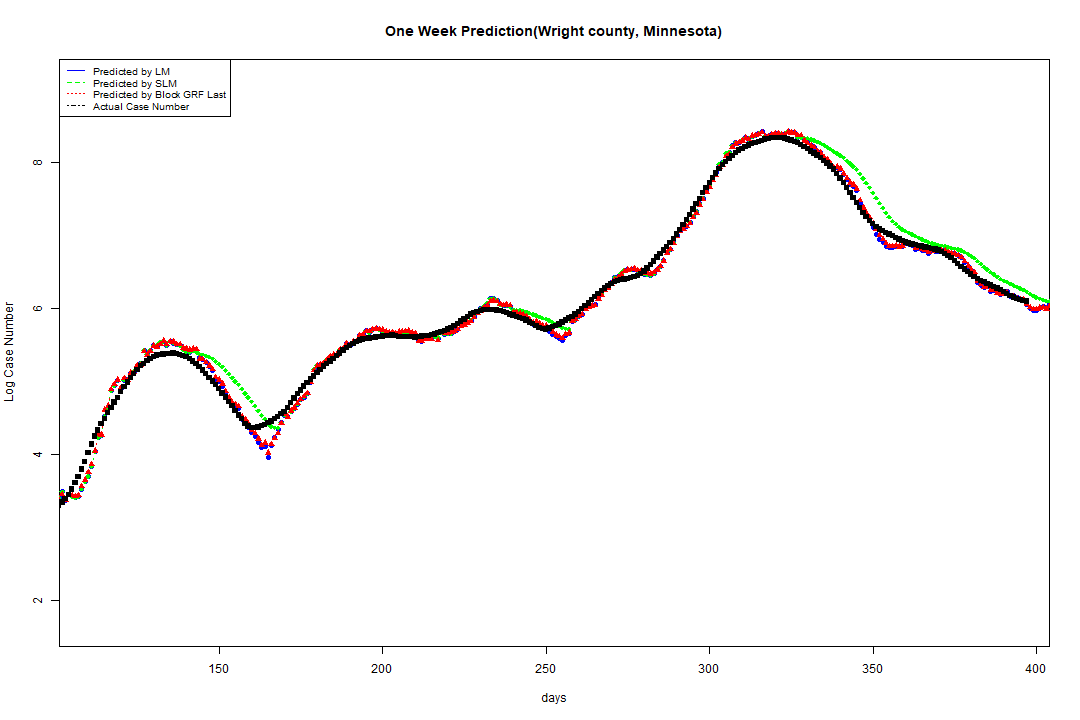 One Week Prediction(Wright county, Minnesota)
Predicted by LM
Predicted by SLM
Predicted by Block GRF Last
Actual Case Number
Log Case Number
8
6
4
2
150 200 250 300 350 400
days